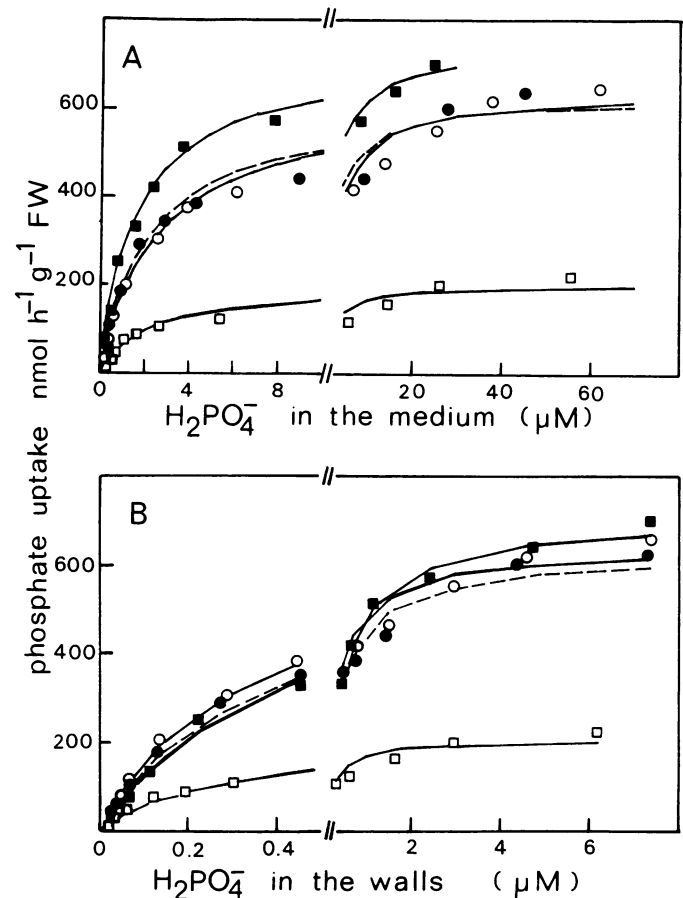 //
A
600
400
200
0 4 8 // 20 40 60
H₂PO₄⁻ in the medium (μM)
phosphate uptake nmol h⁻¹ g⁻¹ FW
//
B
600
400
200
0 0.2 0.4 // 2 4 6
H₂PO₄⁻ in the walls (μM)